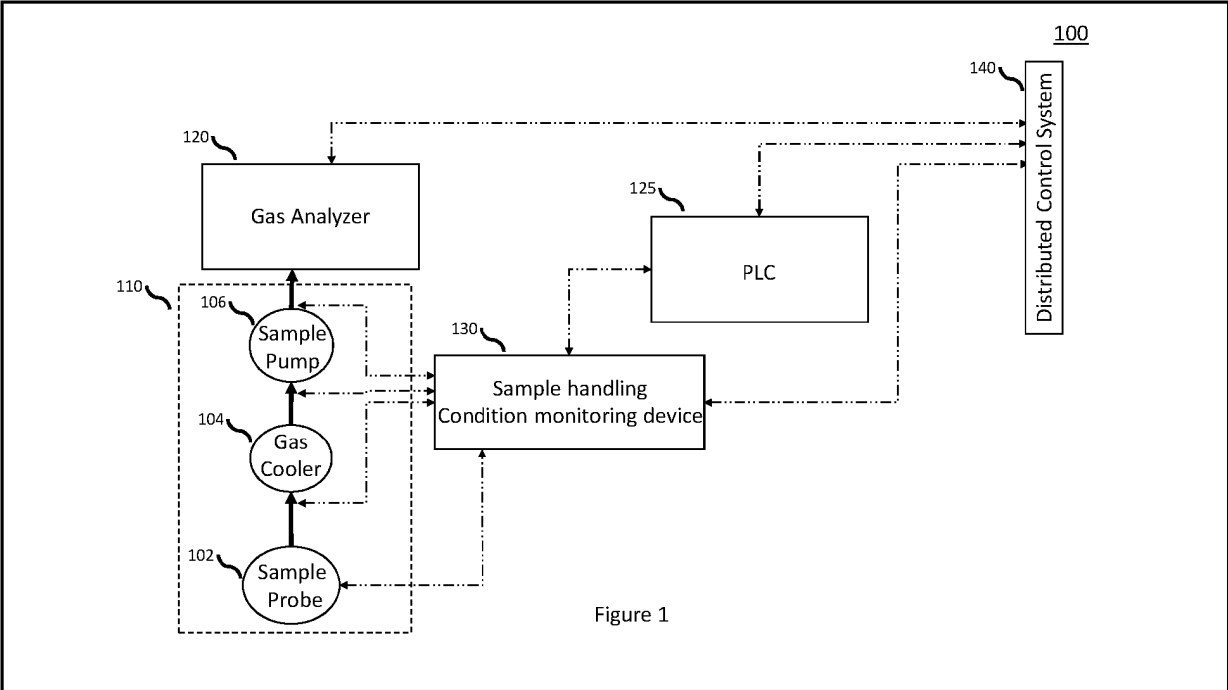 100
140
Distributed Control System
120
Gas Analyzer
125
PLC
110
106
Sample
Pump
130
Sample handling
Condition monitoring device
104
Gas
Cooler
102
Sample
Probe
Figure 1